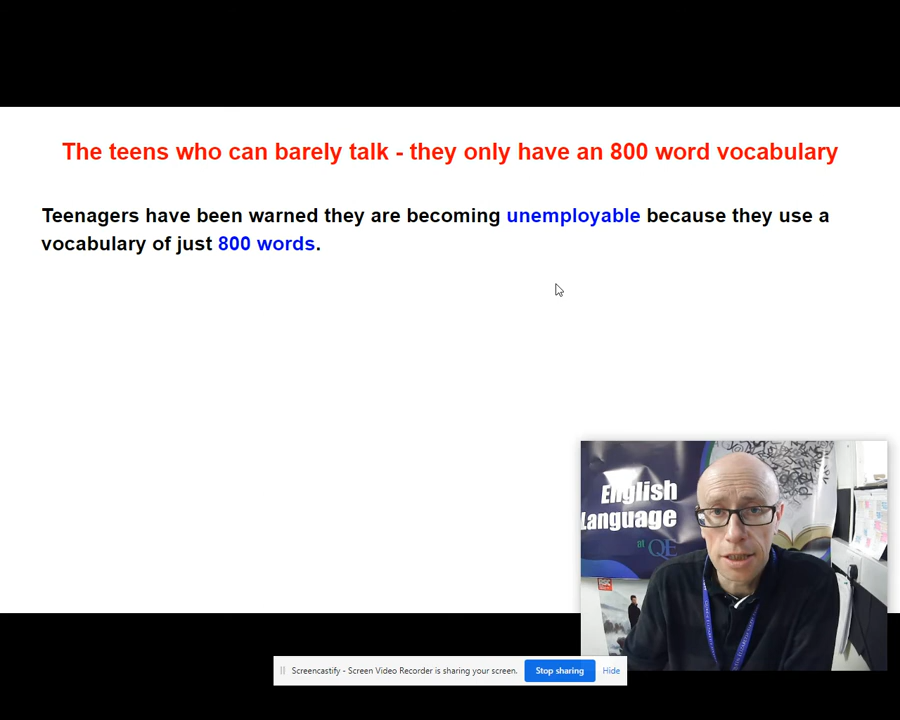 The teens who can barely talk - they only have an 800 word vocabulary
Teenagers have been warned they are becoming unemployable because they use a
vocabulary of just 800 words.
English
Language
at QE
Screencastify - Screen Video Recorder is sharing your screen.
Stop sharing
Hide